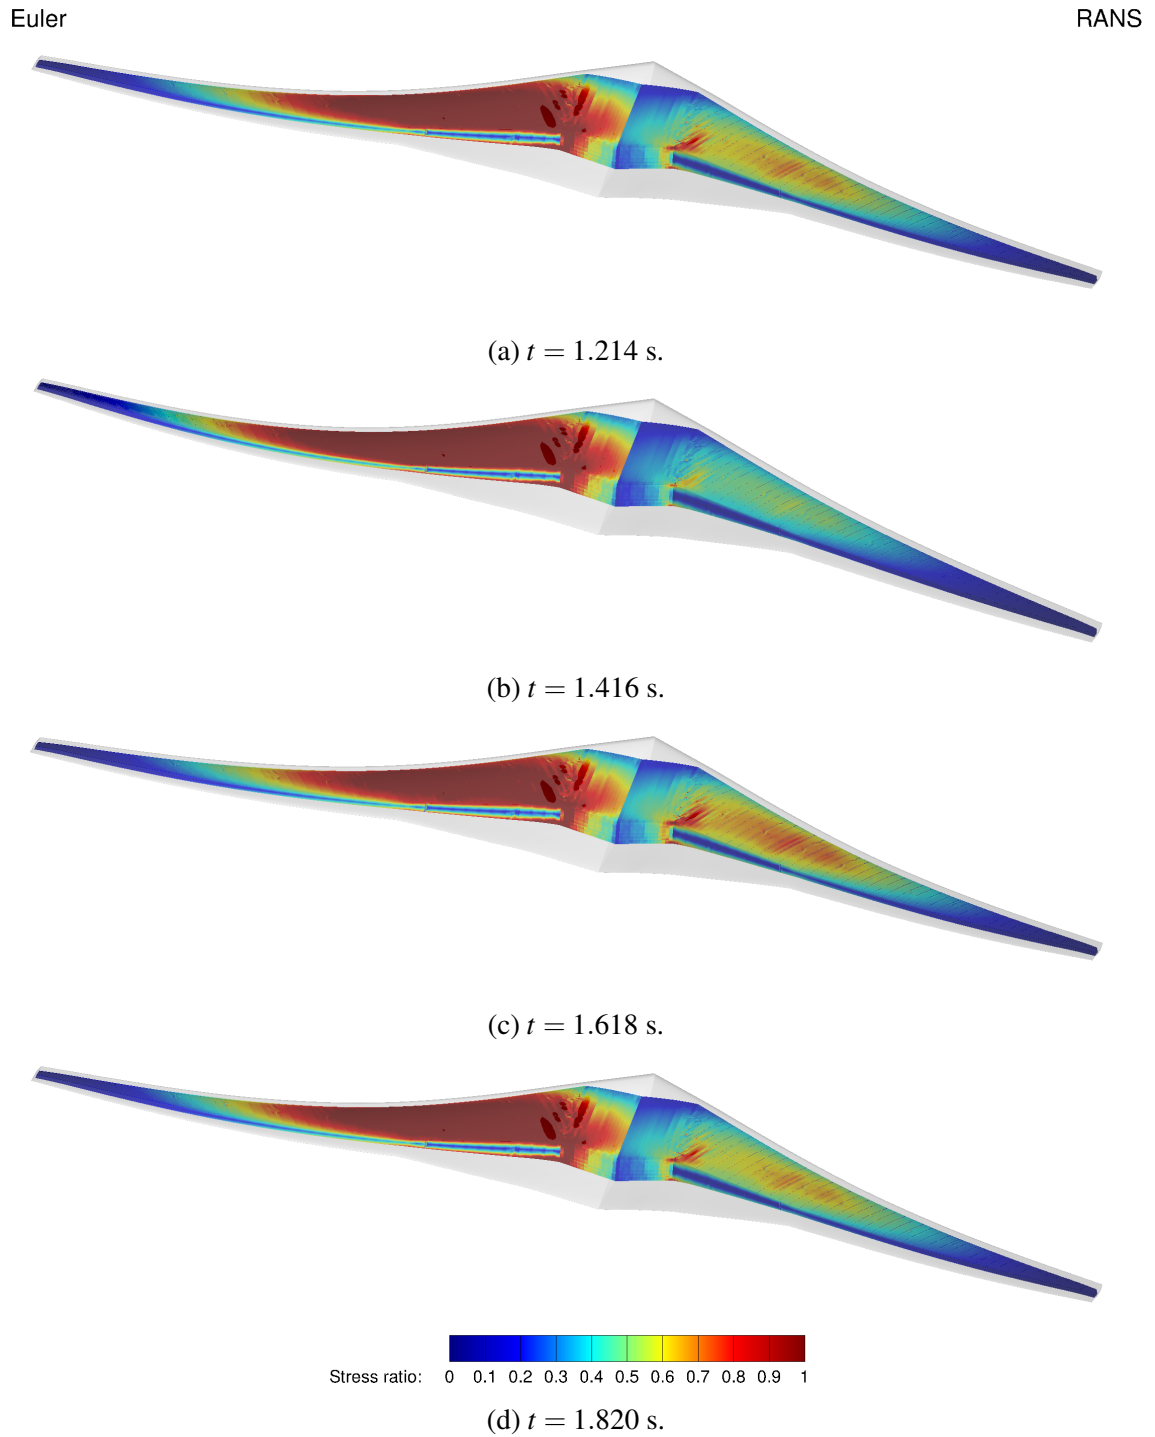 Euler RANS
(a) t = 1.214 s.
(b) t = 1.416 s.
(c) t = 1.618 s.
Stress ratio: 0 0.1 0.2 0.3 0.4 0.5 0.6 0.7 0.8 0.9 1
(d) t = 1.820 s.